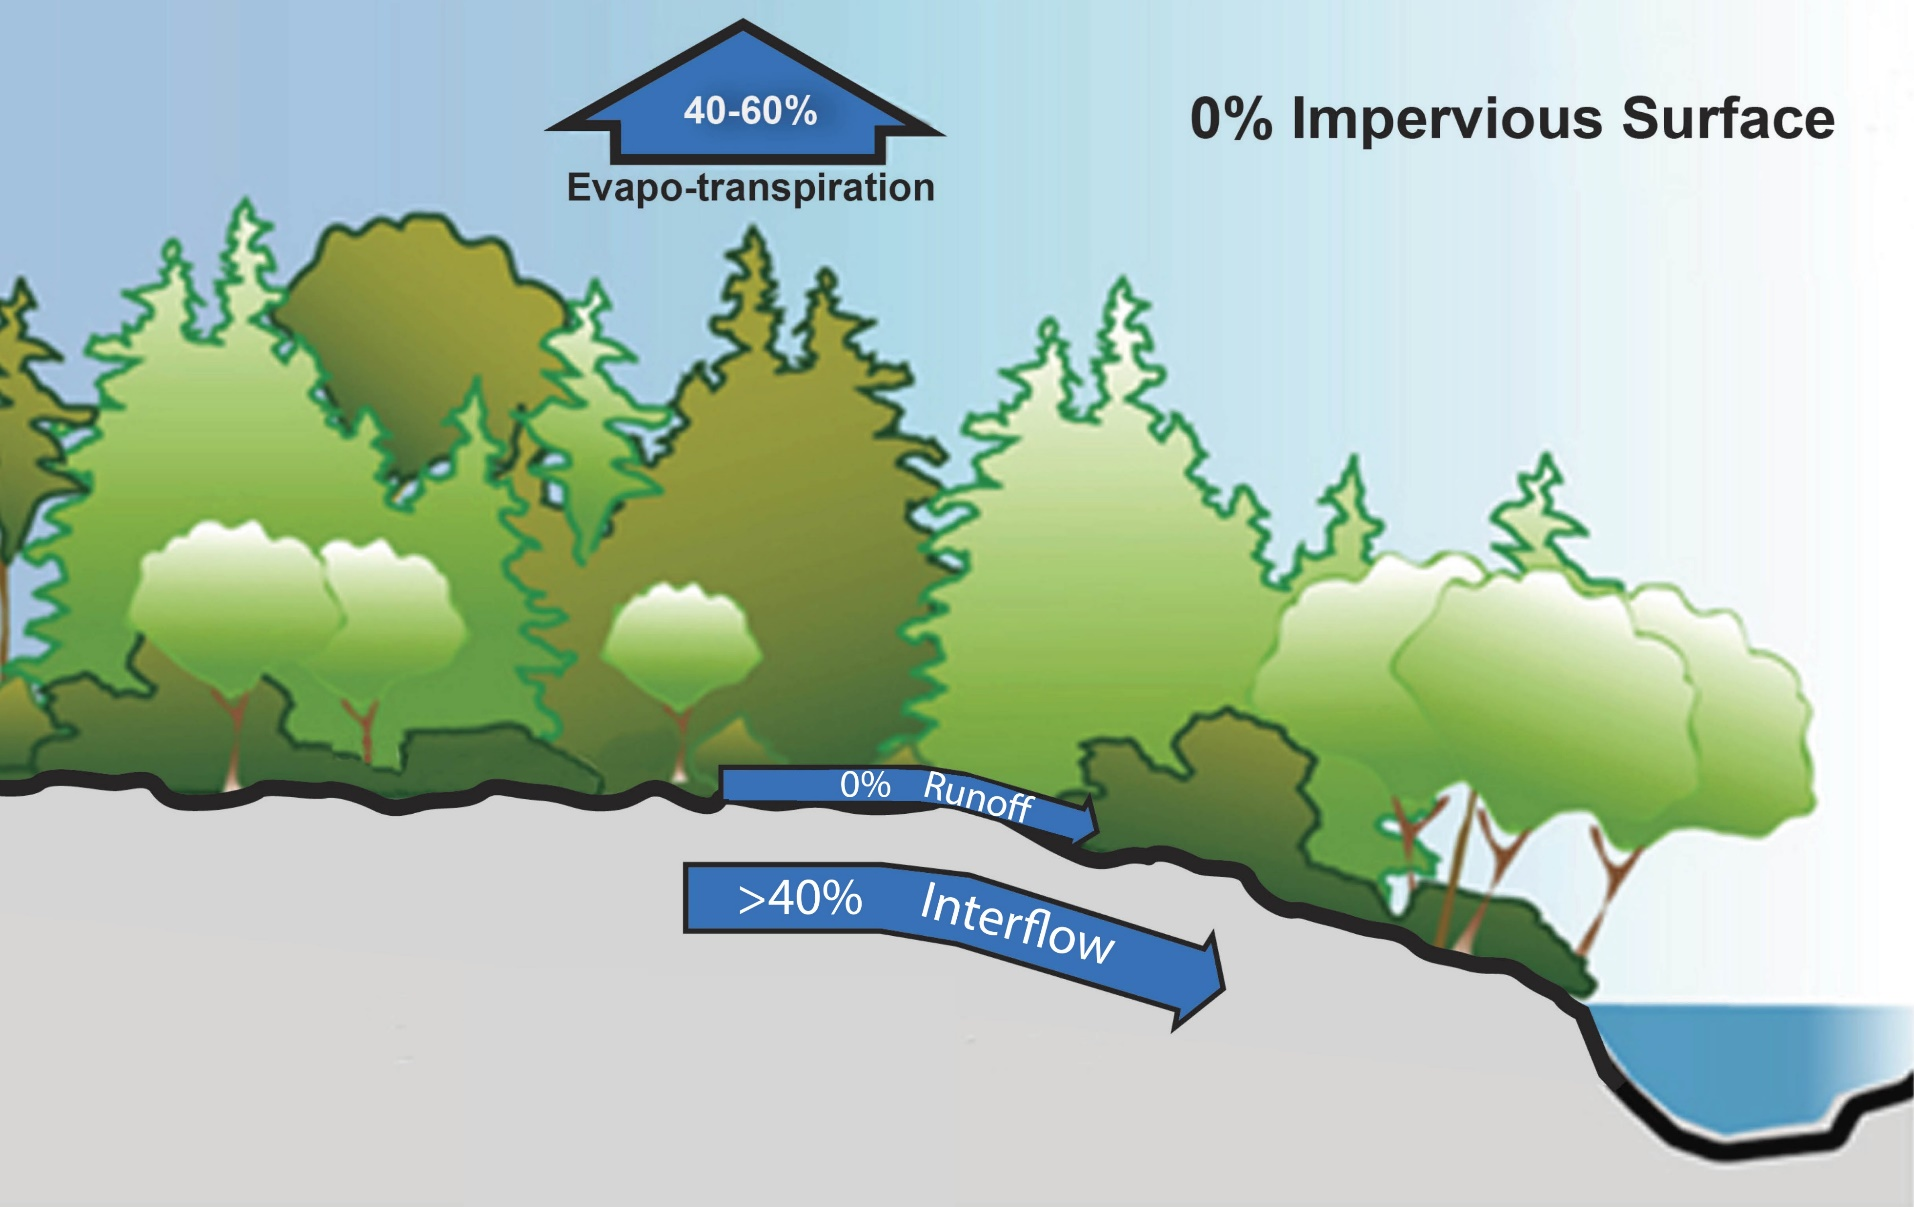 40-60%
Evapo-transpiration
0% Impervious Surface
0% Runoff
>40% Interflow